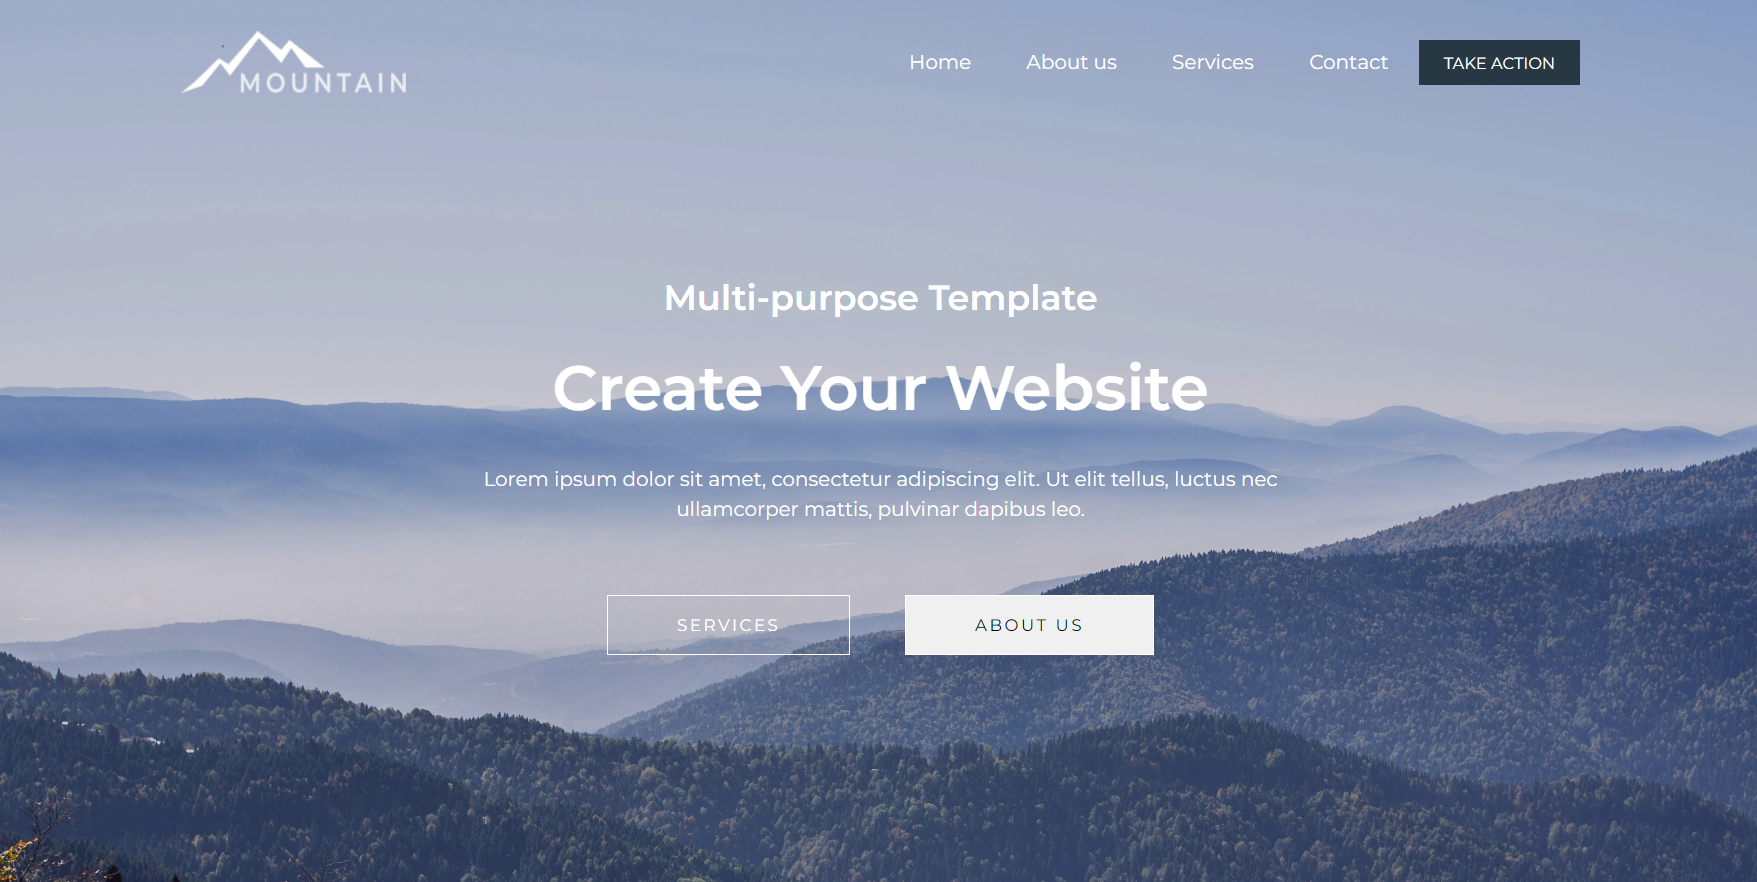 MOUNTAIN
Home About us Services Contact TAKE ACTION
Multi-purpose Template
Create Your Website
Lorem ipsum dolor sit amet, consectetur adipiscing elit. Ut elit tellus, luctus nec
ullamcorper mattis, pulvinar dapibus leo.
SERVICES ABOUT US